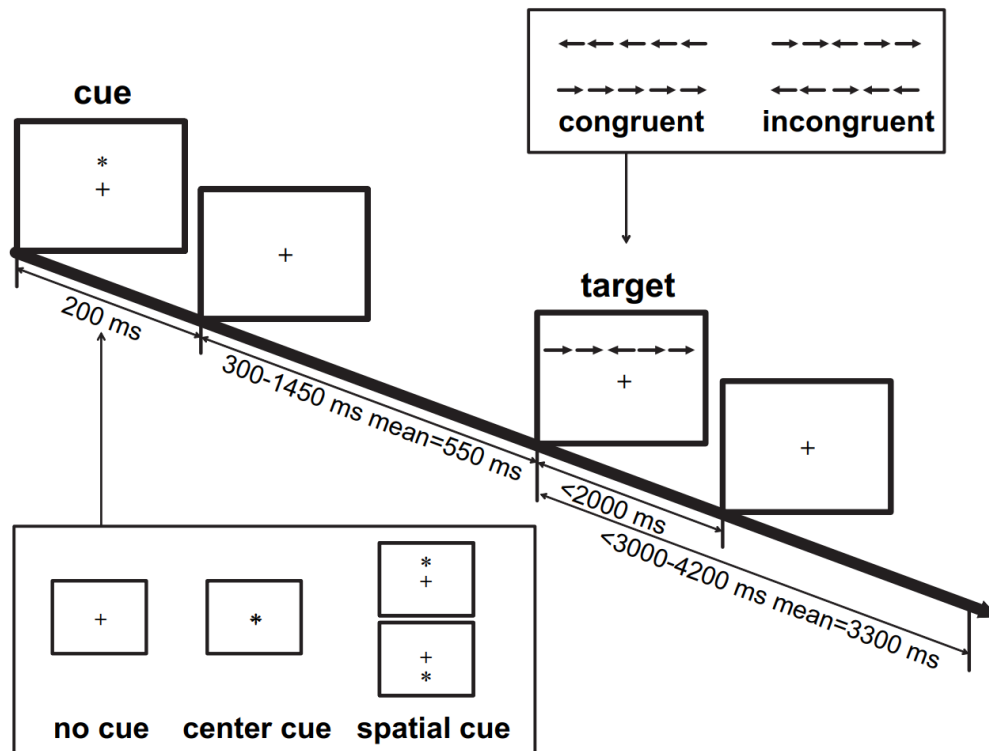 cue
congruent incongruent
target
200 ms
300-1450 ms mean=550 ms
<2000 ms
<3000-4200 ms mean=3300 ms
no cue center cue spatial cue